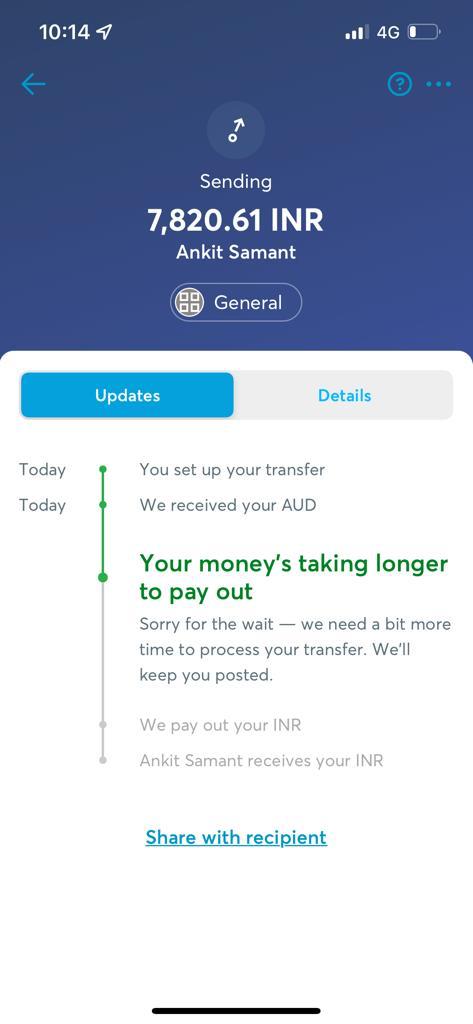 10:14
4G
?
Sending
7,820.61 INR
Ankit Samant
General
Updates
Details
Today
You set up your transfer
Today
We received your AUD
Your money's taking longer
to pay out
Sorry for the wait — we need a bit more
time to process your transfer. We'll
keep you posted.
We pay out your INR
Ankit Samant receives your INR
Share with recipient